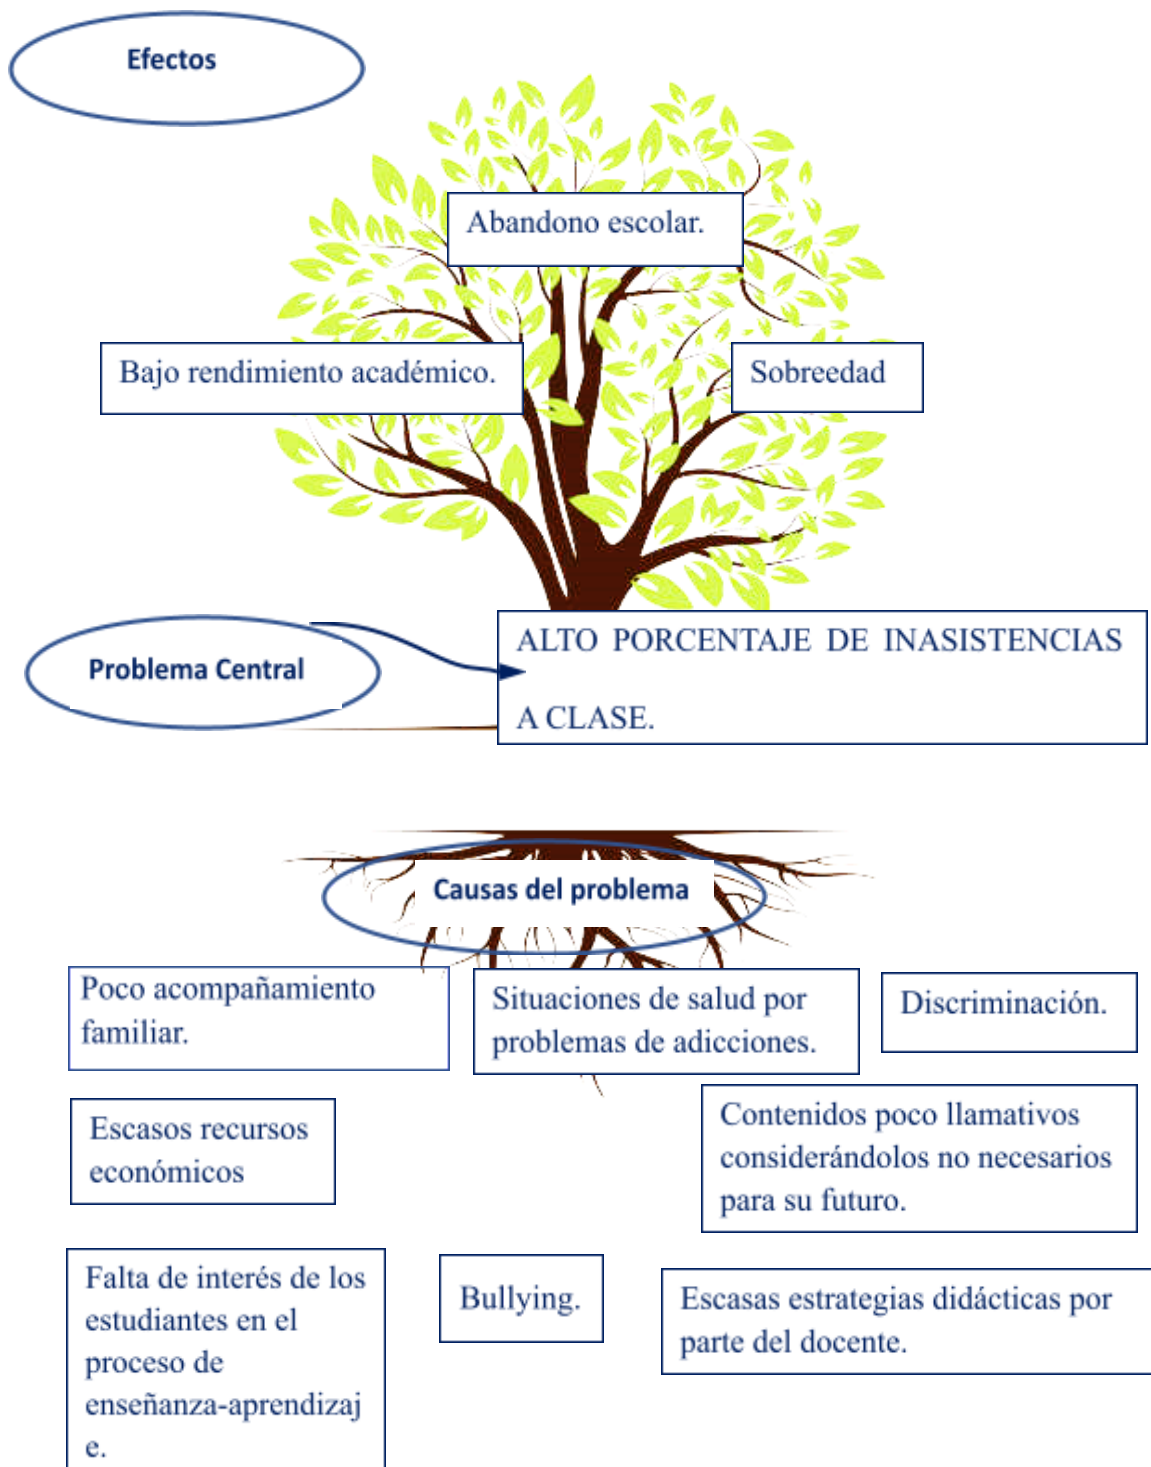 Efectos
Abandono escolar.
Bajo rendimiento académico.
Sobreedad
Problema Central
ALTO PORCENTAJE DE INASISTENCIAS
A CLASE.
Causas del problema
Poco acompañamiento
familiar.
Situaciones de salud por
problemas de adicciones.
Discriminación.
Escasos recursos
económicos
Contenidos poco llamativos
considerándolos no necesarios
para su futuro.
Falta de interés de los
estudiantes en el
proceso de
enseñanza-aprendizaj
e.
Bullying.
Escasas estrategias didácticas por
parte del docente.